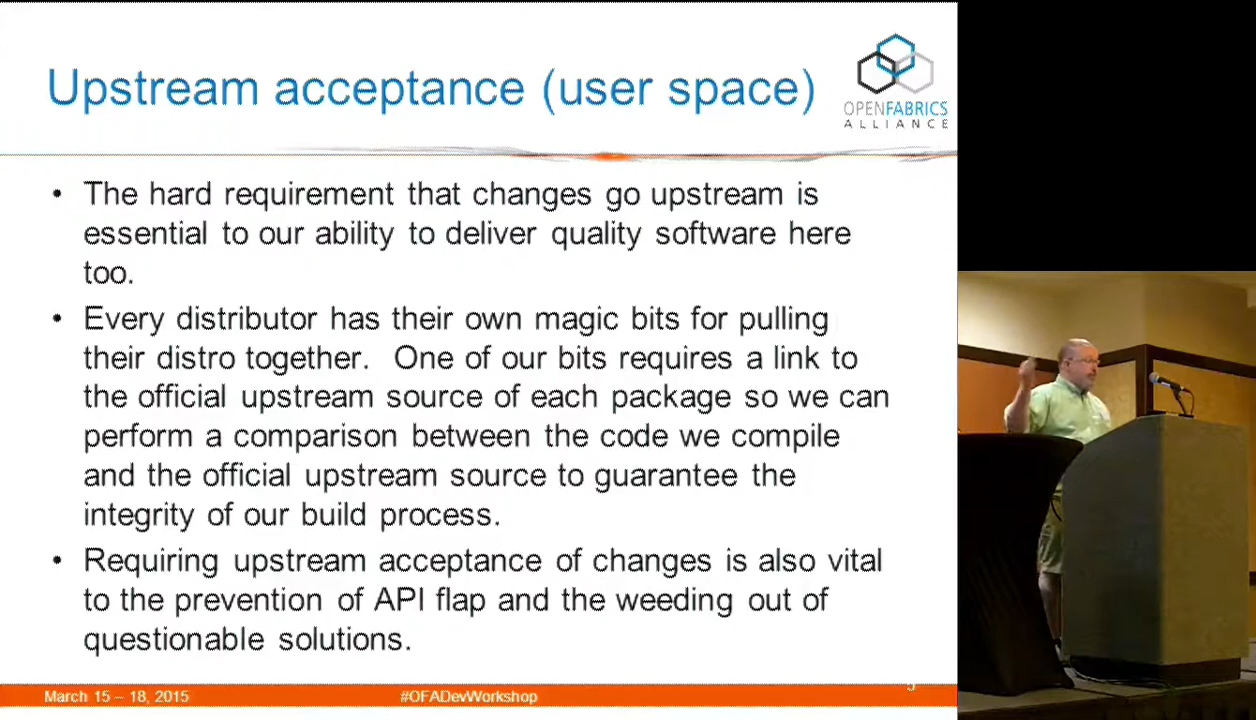 Upstream acceptance (user space)
OPENFABRICS
ALLIANCE
• The hard requirement that changes go upstream is
essential to our ability to deliver quality software here
too.
• Every distributor has their own magic bits for pulling
their distro together. One of our bits requires a link to
the official upstream source of each package so we can
perform a comparison between the code we compile
and the official upstream source to guarantee the
integrity of our build process.
• Requiring upstream acceptance of changes is also vital
to the prevention of API flap and the weeding out of
questionable solutions.
March 15 – 18, 2015
#OFADevWorkshop